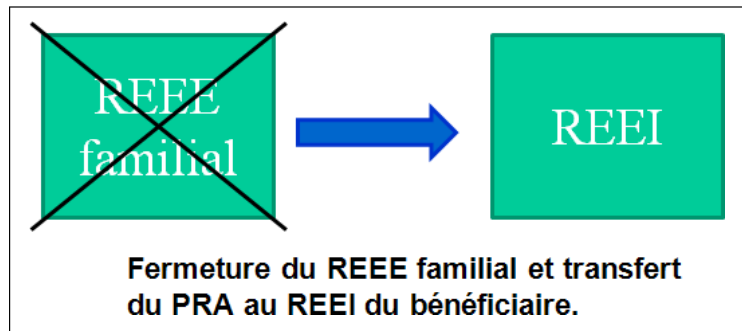 REEE
familial
REEI
Fermeture du REEE familial et transfert
du PRA au REEI du bénéficiaire.